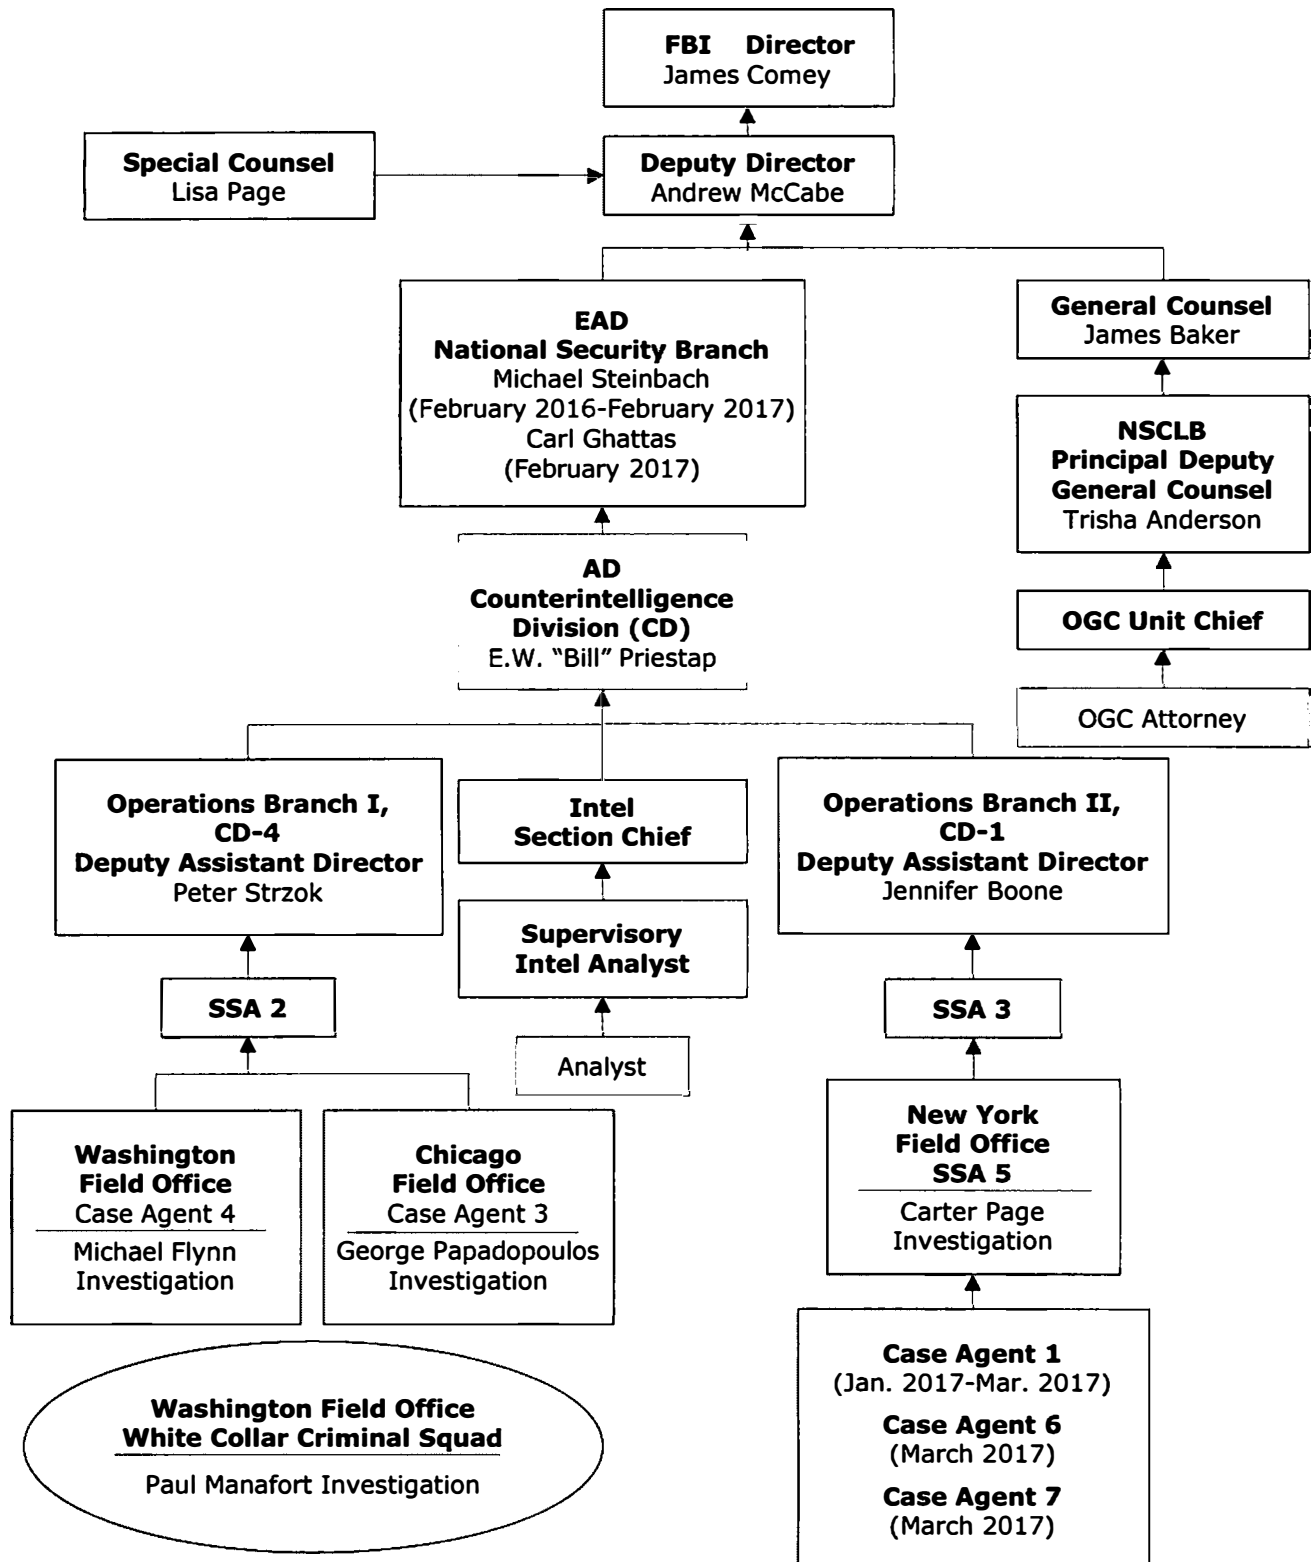 FBI Director
James Comey
Special Counsel
Lisa Page
Deputy Director
Andrew McCabe
EAD
National Security Branch
Michael Steinbach
(February 2016-February 2017)
Carl Ghattas
(February 2017)
General Counsel
James Baker
NSCLB
Principal Deputy
General Counsel
Trisha Anderson
OGC Unit Chief
OGC Attorney
AD
Counterintelligence
Division (CD)
E.W. “Bill” Priestap
Operations Branch I,
CD-4
Deputy Assistant Director
Peter Strzok
Intel
Section Chief
Operations Branch II,
CD-1
Deputy Assistant Director
Jennifer Boone
Supervisory
Intel Analyst
Analyst
SSA 2
SSA 3
Washington
Field Office
Case Agent 4
Michael Flynn
Investigation
Chicago
Field Office
Case Agent 3
George Papadopoulos
Investigation
New York
Field Office
SSA 5
Carter Page
Investigation
Washington Field Office
White Collar Criminal Squad
Paul Manafort Investigation
Case Agent 1
(Jan. 2017-Mar. 2017)
Case Agent 6
(March 2017)
Case Agent 7
(March 2017)